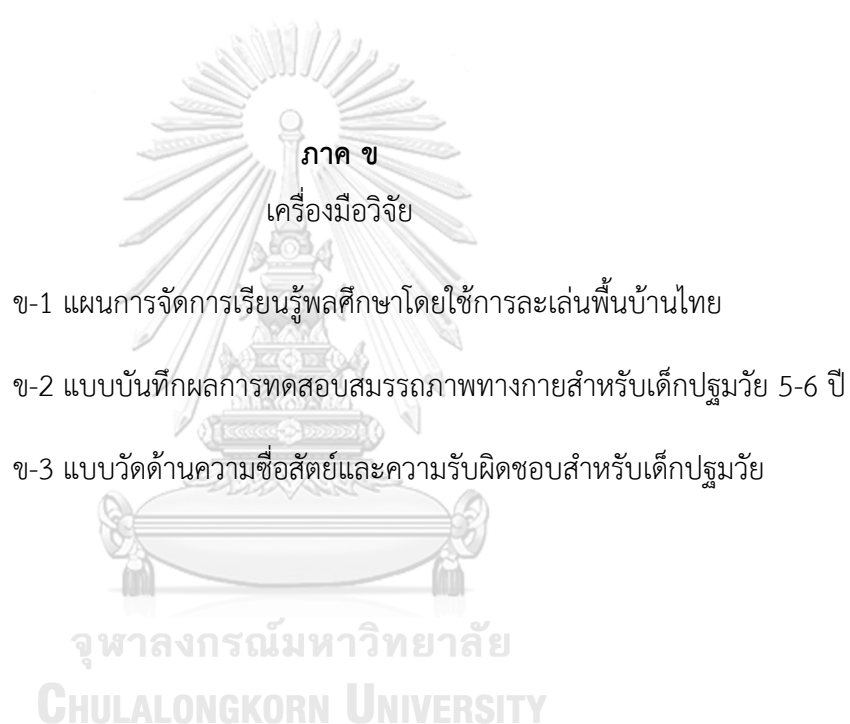 ภาค ข
เครื่องมือวิจัย
ข-1 แผนการจัดการเรียนรู้พลศึกษาโดยใช้การละเล่นพื้นบ้านไทย
ข-2 แบบบันทึกผลการทดสอบสมรรถภาพทางกายสำหรับเด็กปฐมวัย 5-6 ปี
ข-3 แบบวัดด้านความซื่อสัตย์และความรับผิดชอบสำหรับเด็กปฐมวัย
จุฬาลงกรณ์มหาวิทยาลัย
CHULALONGKORN UNIVERSITY